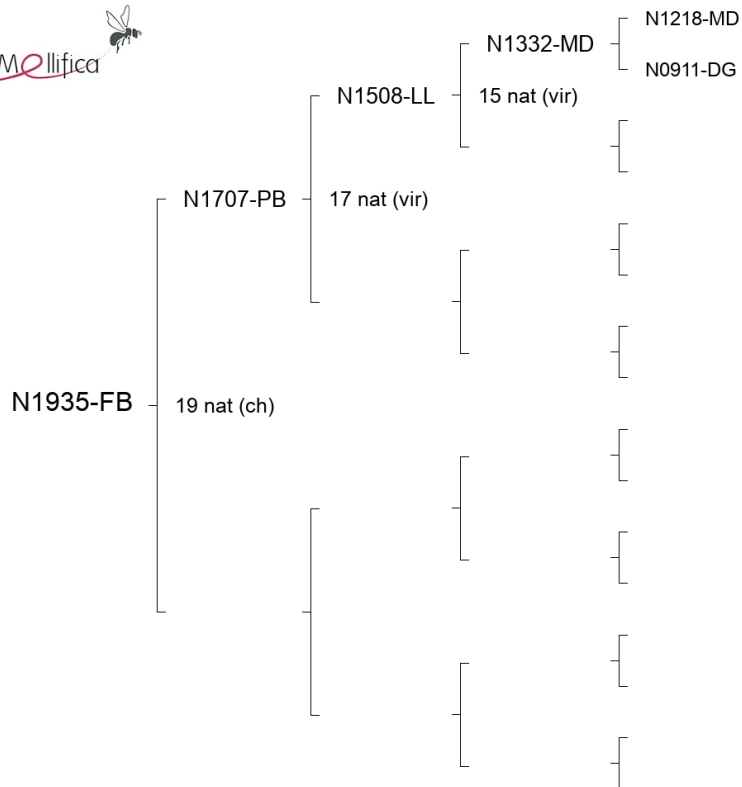 Mellifica
N1218-MD
N1332-MD
N0911-DG
N1508-LL
15 nat (vir)
N1707-PB
17 nat (vir)
N1935-FB
19 nat (ch)